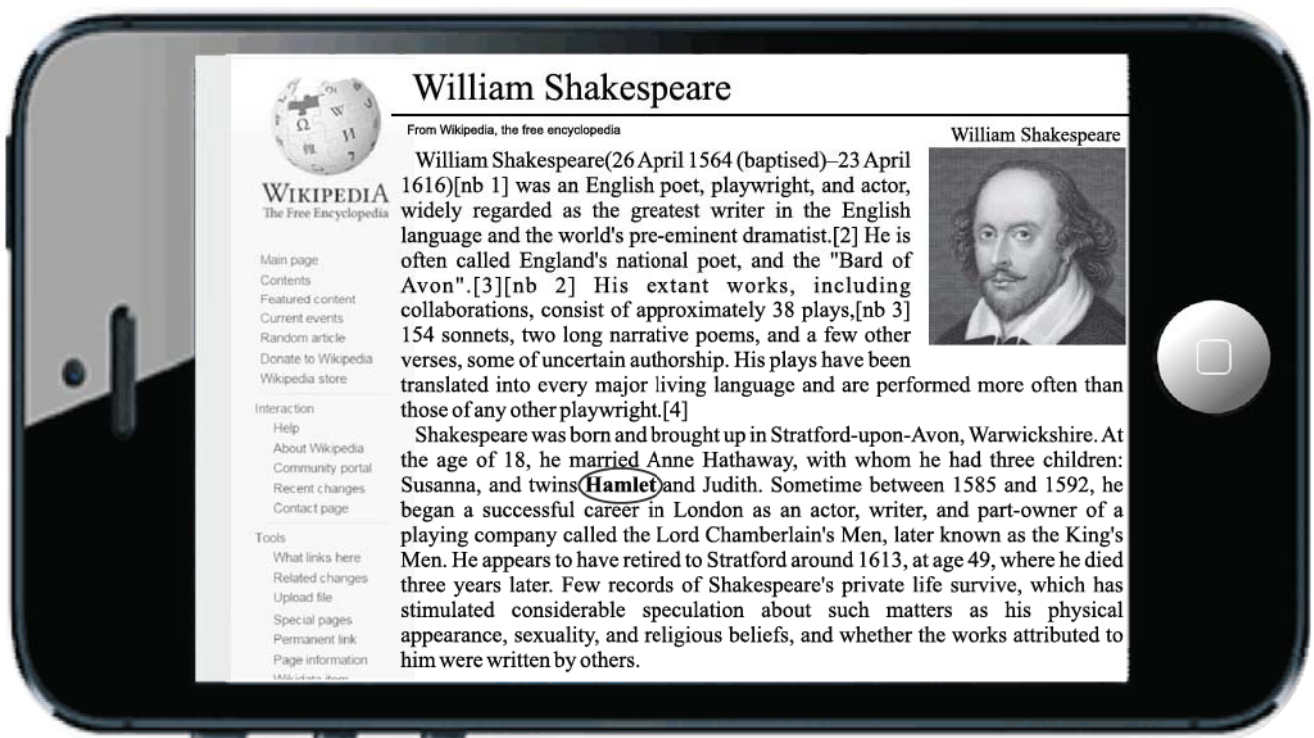 William Shakespeare
From Wikipedia, the free encyclopedia
William Shakespeare
WIKIPEDIA
The Free Encyclopedia
Main page
Contents
Featured content
Current events
Random article
Donate to Wikipedia
Wikipedia store
Interaction
Help
About Wikipedia
Community portal
Recent changes
Contact page
Tools
What links here
Related changes
Upload file
Special pages
Permanent link
Page information
Wikidata item
William Shakespeare(26 April 1564 (baptised)–23 April
1616)[nb 1] was an English poet, playwright, and actor,
widely regarded as the greatest writer in the English
language and the world's pre-eminent dramatist.[2] He is
often called England's national poet, and the "Bard of
Avon".[3][nb 2] His extant works, including
collaborations, consist of approximately 38 plays,[nb 3]
154 sonnets, two long narrative poems, and a few other
verses, some of uncertain authorship. His plays have been
translated into every major living language and are performed more often than
those of any other playwright.[4]
Shakespeare was born and brought up in Stratford-upon-Avon, Warwickshire. At
the age of 18, he married Anne Hathaway, with whom he had three children:
Susanna, and twins Hamlet and Judith. Sometime between 1585 and 1592, he
began a successful career in London as an actor, writer, and part-owner of a
playing company called the Lord Chamberlain's Men, later known as the King's
Men. He appears to have retired to Stratford around 1613, at age 49, where he died
three years later. Few records of Shakespeare's private life survive, which has
stimulated considerable speculation about such matters as his physical
appearance, sexuality, and religious beliefs, and whether the works attributed to
him were written by others.